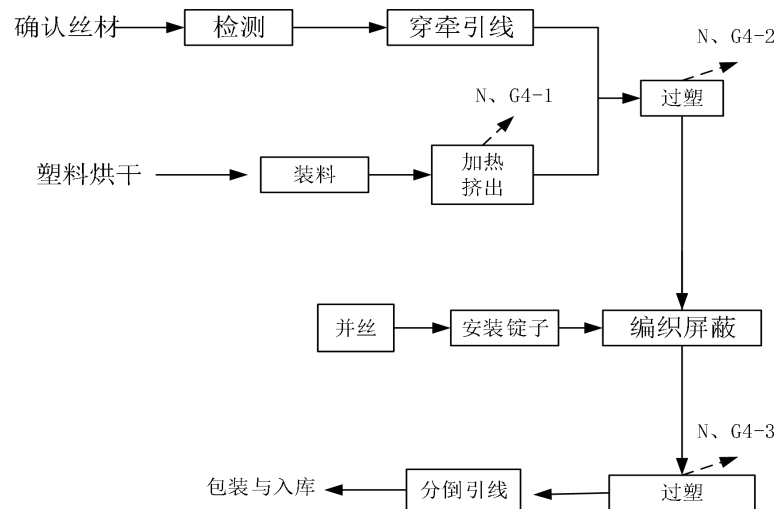 确认丝材
检测
穿牵引线
N、G4-2
过塑
N、G4-1
塑料烘干
装料
加热
挤出
并丝
安装锭子
编织屏蔽
N、G4-3
包装与入库
分倒引线
过塑